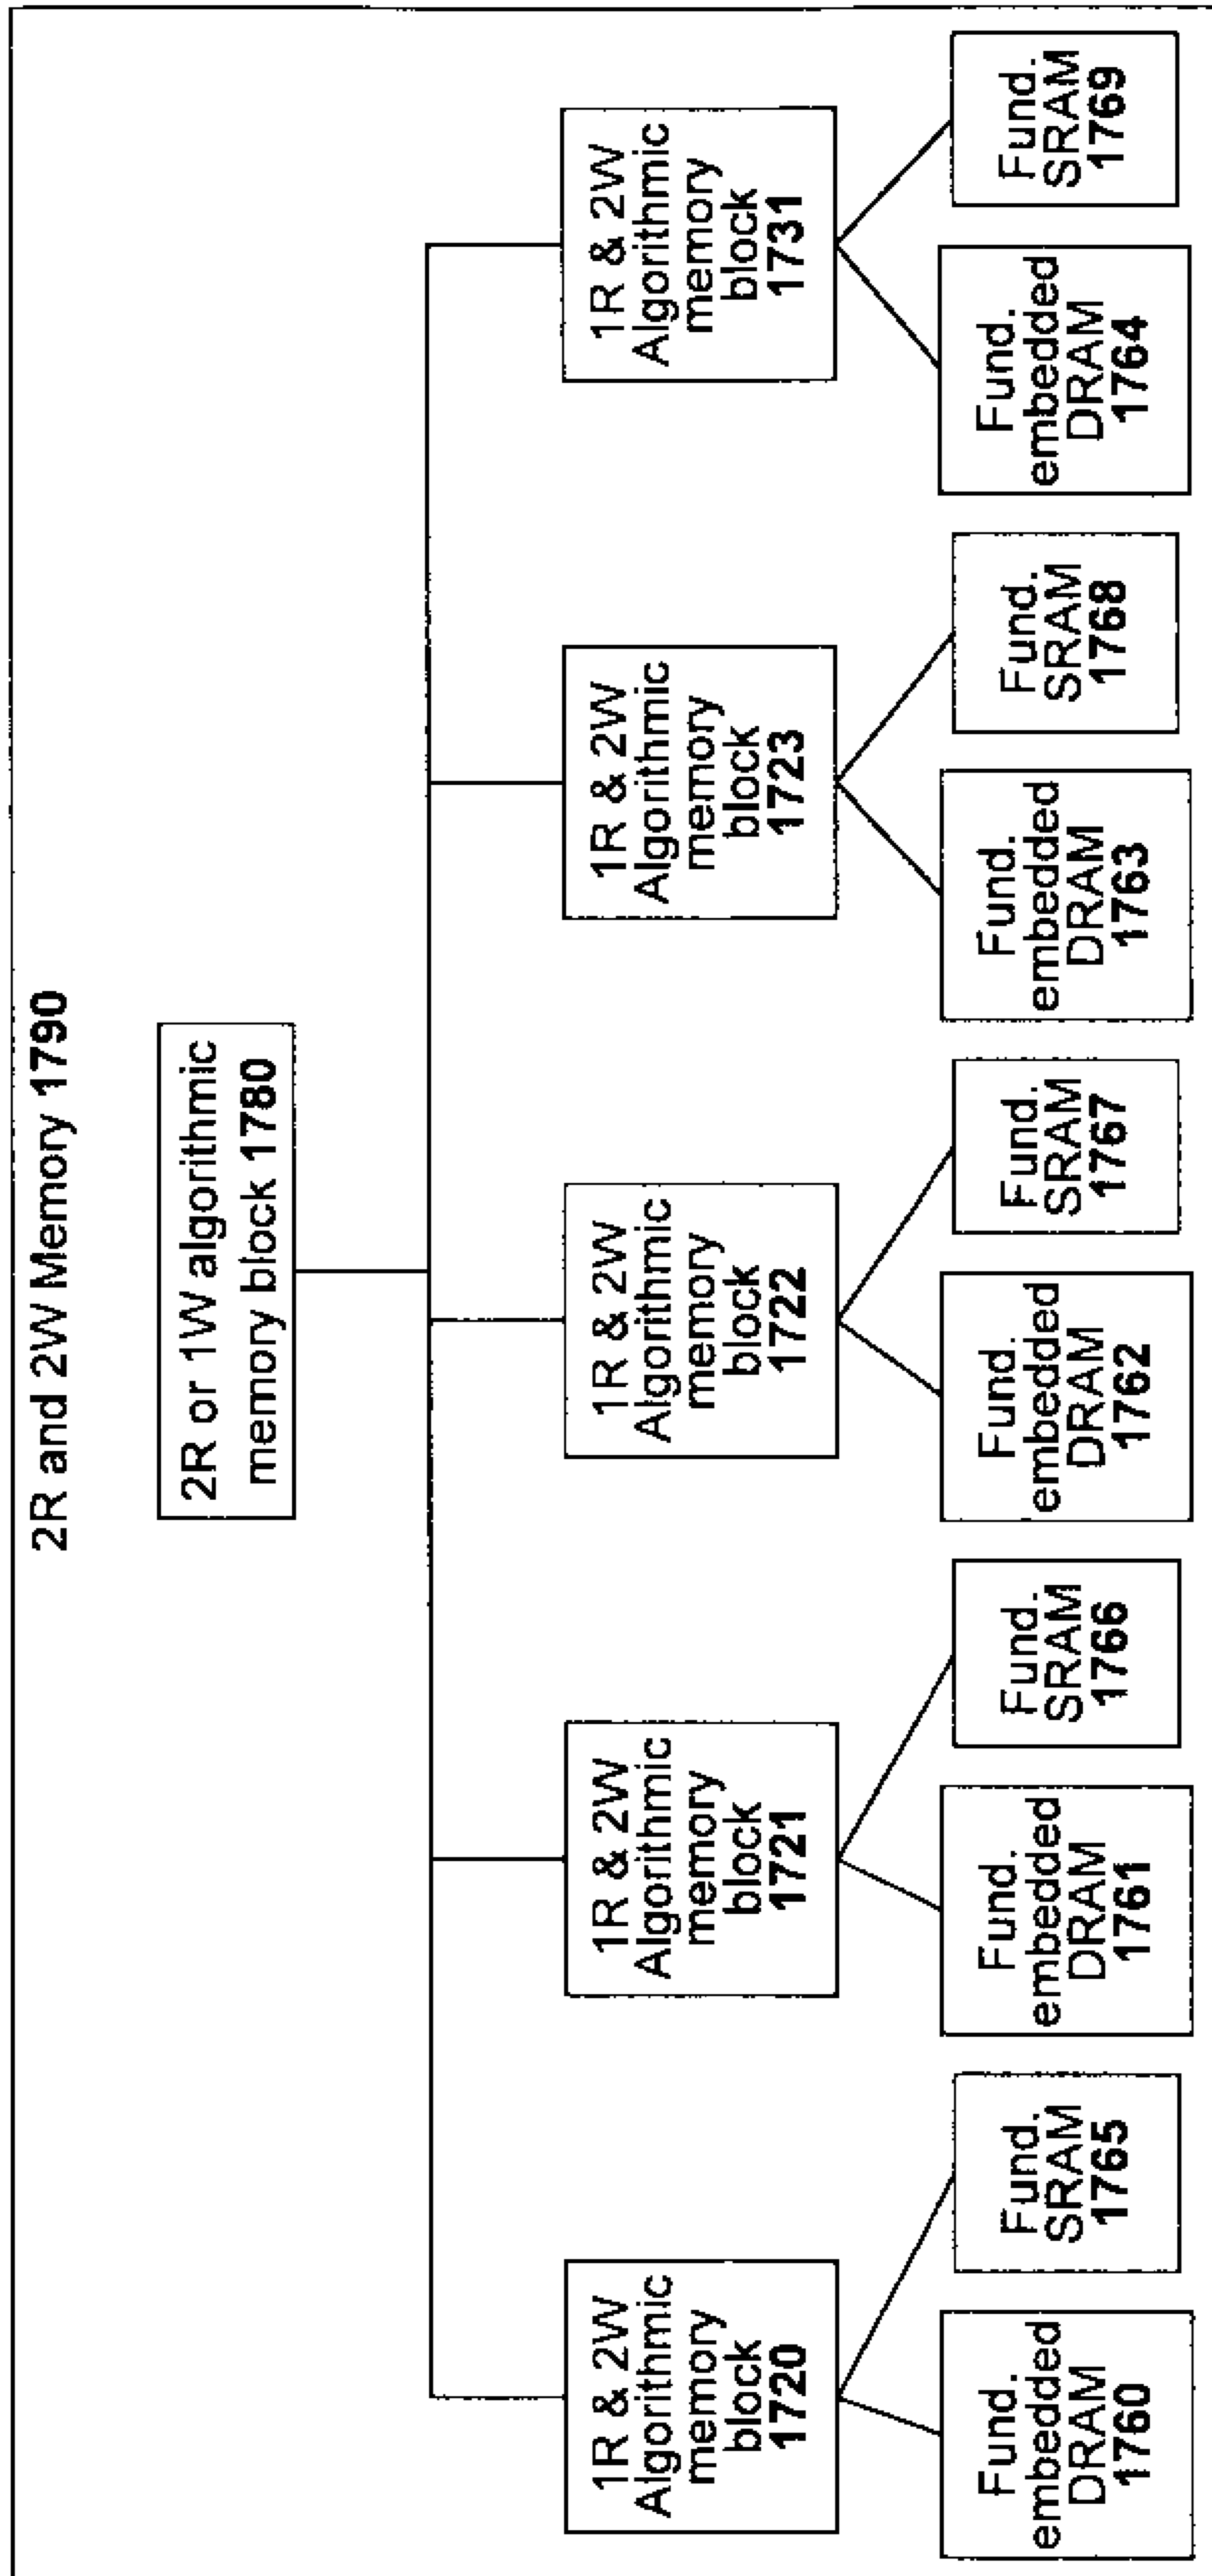 2R and 2W Memory 1790
2R or 1W algorithmic
memory block 1780
1R & 2W
Algorithmic
memory
block
1720
1R & 2W
Algorithmic
memory
block
1721
1R & 2W
Algorithmic
memory
block
1722
1R & 2W
Algorithmic
memory
block
1723
1R & 2W
Algorithmic
memory
block
1731
Fund.
embedded
DRAM
1760
Fund.
SRAM
1765
Fund.
embedded
DRAM
1761
Fund.
SRAM
1766
Fund.
embedded
DRAM
1762
Fund.
SRAM
1767
Fund.
embedded
DRAM
1763
Fund.
SRAM
1768
Fund.
embedded
DRAM
1764
Fund.
SRAM
1769